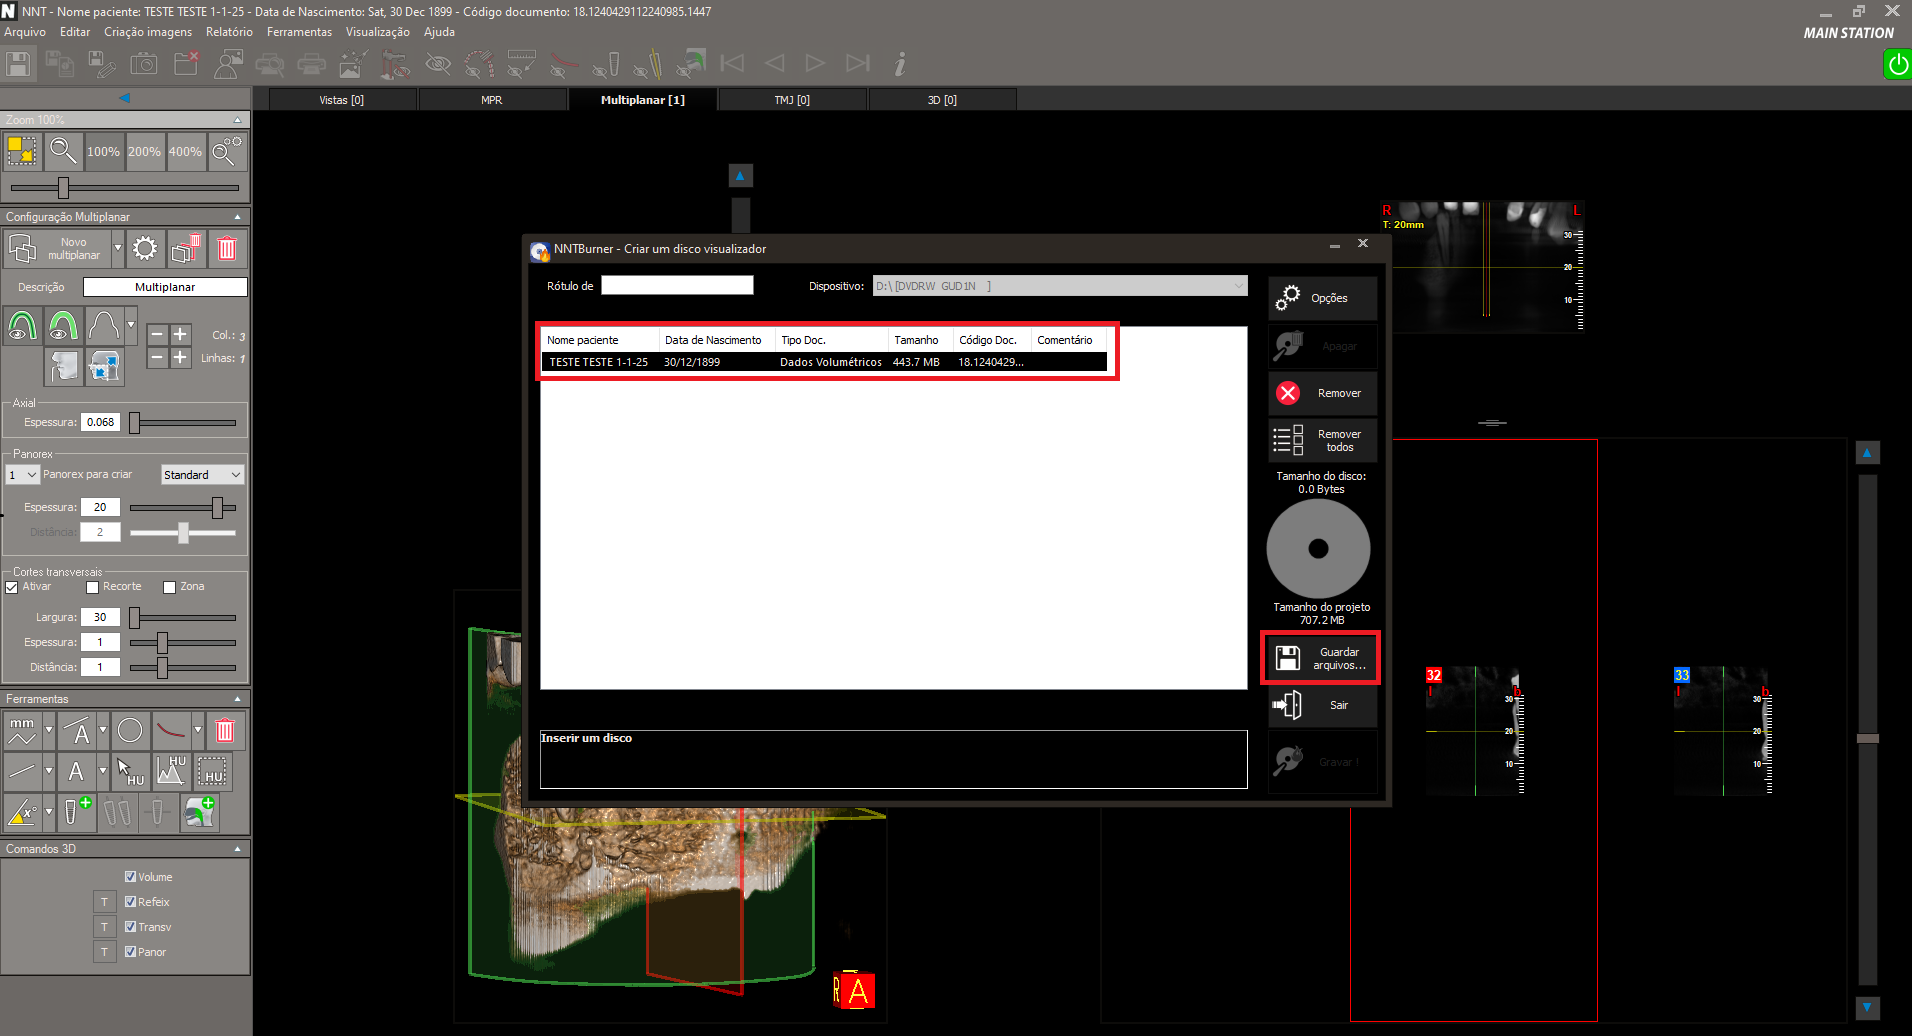 NNT - Nome paciente: TESTE TESTE 1-1-25 - Data de Nascimento: Sat, 30 Dec 1899 - Código documento: 18.1240429112240985.1447
Arquivo Editar Criação imagens Relatório Ferramentas Visualização Ajuda
MAIN STATION
Vistas [0] MPR Multiplanar [1] TMJ [0] 3D [0]
Zoom 100%
100% 200% 400%
Configuração Multiplanar
Novo
multiplanar
Descrição Multiplanar
Col.: 3
Linhas: 1
Axial
Espessura: 0.068
Panorex
1 Panorex para criar Standard
Espessura: 20
Distância: 2
Cortes transversais
Ativar Recorte Zona
Largura: 30
Espessura: 1
Distância: 1
Ferramentas
mm A
A HU HU HU
x°
Comandos 3D
Volume
T Refeix
T Transv
T Panor
NNTBurner - Criar um disco visualizador
Rótulo de Dispositivo: D:\[DVDRW GUD1N ]
Nome paciente Data de Nascimento Tipo Doc. Tamanho Código Doc. Comentário
TESTE TESTE 1-1-25 30/12/1899 Dados Volumétricos 443.7 MB 18.1240429...
Opções
Apagar
Remover
Remover
todos
Tamanho do disco:
0.0 Bytes
Tamanho do projeto
707.2 MB
Guardar
arquivos...
Sair
Gravar !
Inserir um disco
R L
T: 20mm
30
20
10
32
l b
30
20
10
33
l b
30
20
10
R A